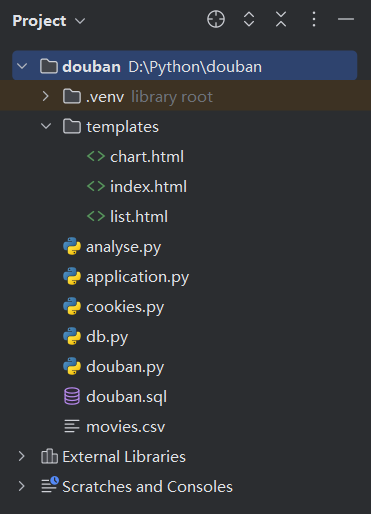 Project
douban D:\Python\douban
.venv library root
templates
<> chart.html
<> index.html
<> list.html
analyse.py
application.py
cookies.py
db.py
douban.py
douban.sql
movies.csv
External Libraries
Scratches and Consoles